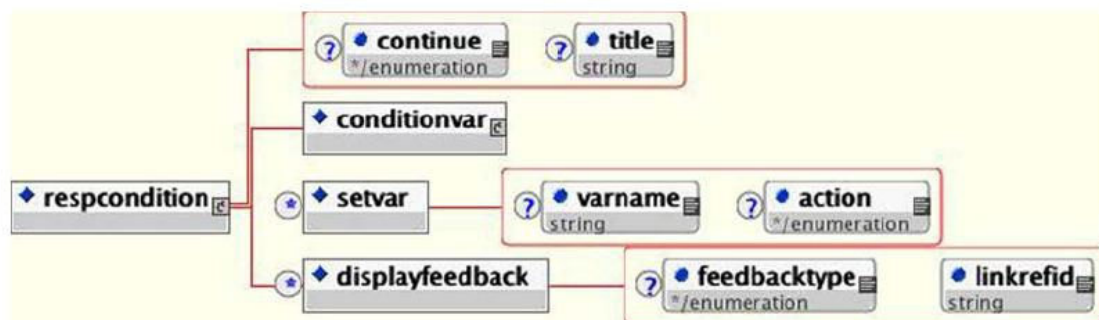 ? continue ? title
*/enumeration string
conditionvar
respcondition
* setvar ? varname ? action
string */enumeration
* displayfeedback ? feedbacktype linkrefid
*/enumeration string